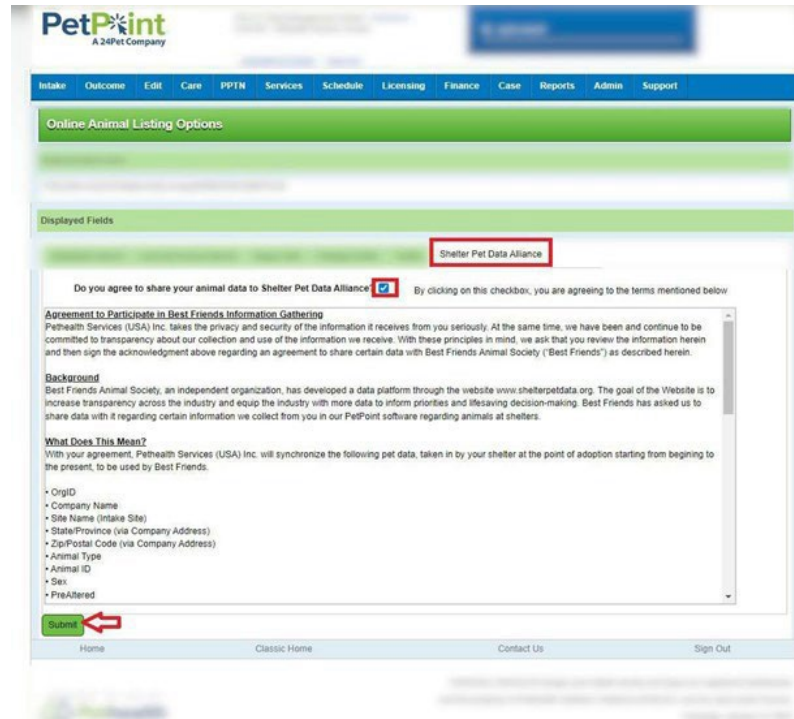 PetPoint
A 24Pet Company
Intake Outcome Edit Care PPTN Services Schedule Licensing Finance Case Reports Admin Support
Online Animal Listing Options
Displayed Fields
Shelter Pet Data Alliance
Do you agree to share your animal data to Shelter Pet Data Alliance? By clicking on this checkbox, you are agreeing to the terms mentioned below
Agreement to Participate in Best Friends Information Gathering
Pethealth Services (USA) Inc. takes the privacy and security of the information it receives from you seriously. At the same time, we have been and continue to be
committed to transparency about our collection and use of the information we receive. With these principles in mind, we ask that you review the information herein
and then sign the acknowledgment above regarding an agreement to share certain data with Best Friends Animal Society ("Best Friends") as described herein.
Background
Best Friends Animal Society, an independent organization, has developed a data platform through the website www.shelterpetdata.org. The goal of the Website is to
increase transparency across the industry and equip the industry with more data to inform priorities and lifesaving decision-making. Best Friends has asked us to
share data with it regarding certain information we collect from you in our PetPoint software regarding animals at shelters.
What Does This Mean?
With your agreement, Pethealth Services (USA) Inc. will synchronize the following pet data, taken in by your shelter at the point of adoption starting from begining to
the present, to be used by Best Friends.
• OrgID
• Company Name
• Site Name (Intake Site)
• State/Province (via Company Address)
• Zip/Postal Code (via Company Address)
• Animal Type
• Animal ID
• Sex
• PreAltered
Submit
Home Classic Home Contact Us Sign Out